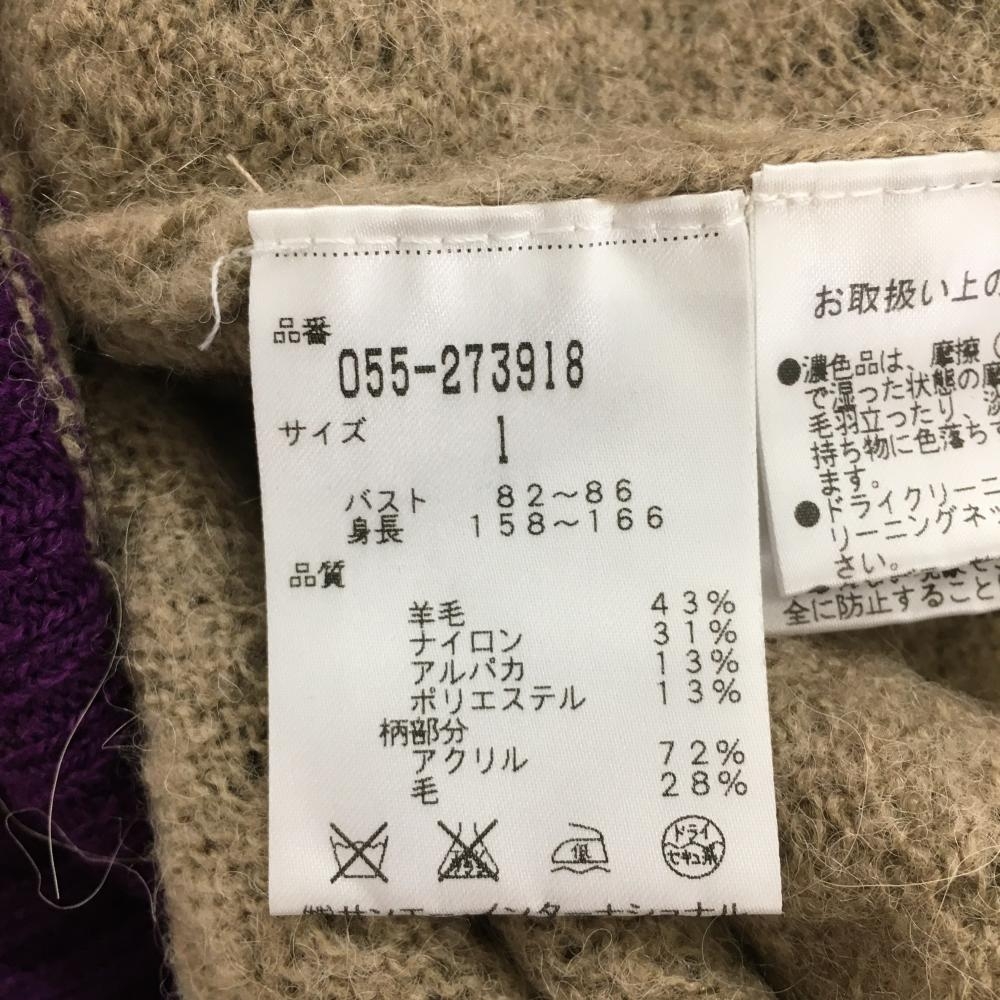 品番
055-273918
サイズ 1
バスト 82～86
身長 158～166
品質
羊毛 43%
ナイロン 31%
アルパカ 13%
ポリエステル 13%
柄部分
アクリル 72%
毛 28%
低
ドライ
セキユ系
お取扱い上の
●濃色品は、摩擦（
で湿った状態の摩
毛羽立ったり、
持ち物に色落ちて
ます。
●ドライクリーニ
リーニングネッ
さい。
全に防止すること